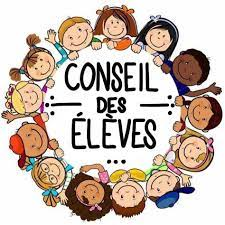 CONSEIL
DES
ÉLÈVES
...